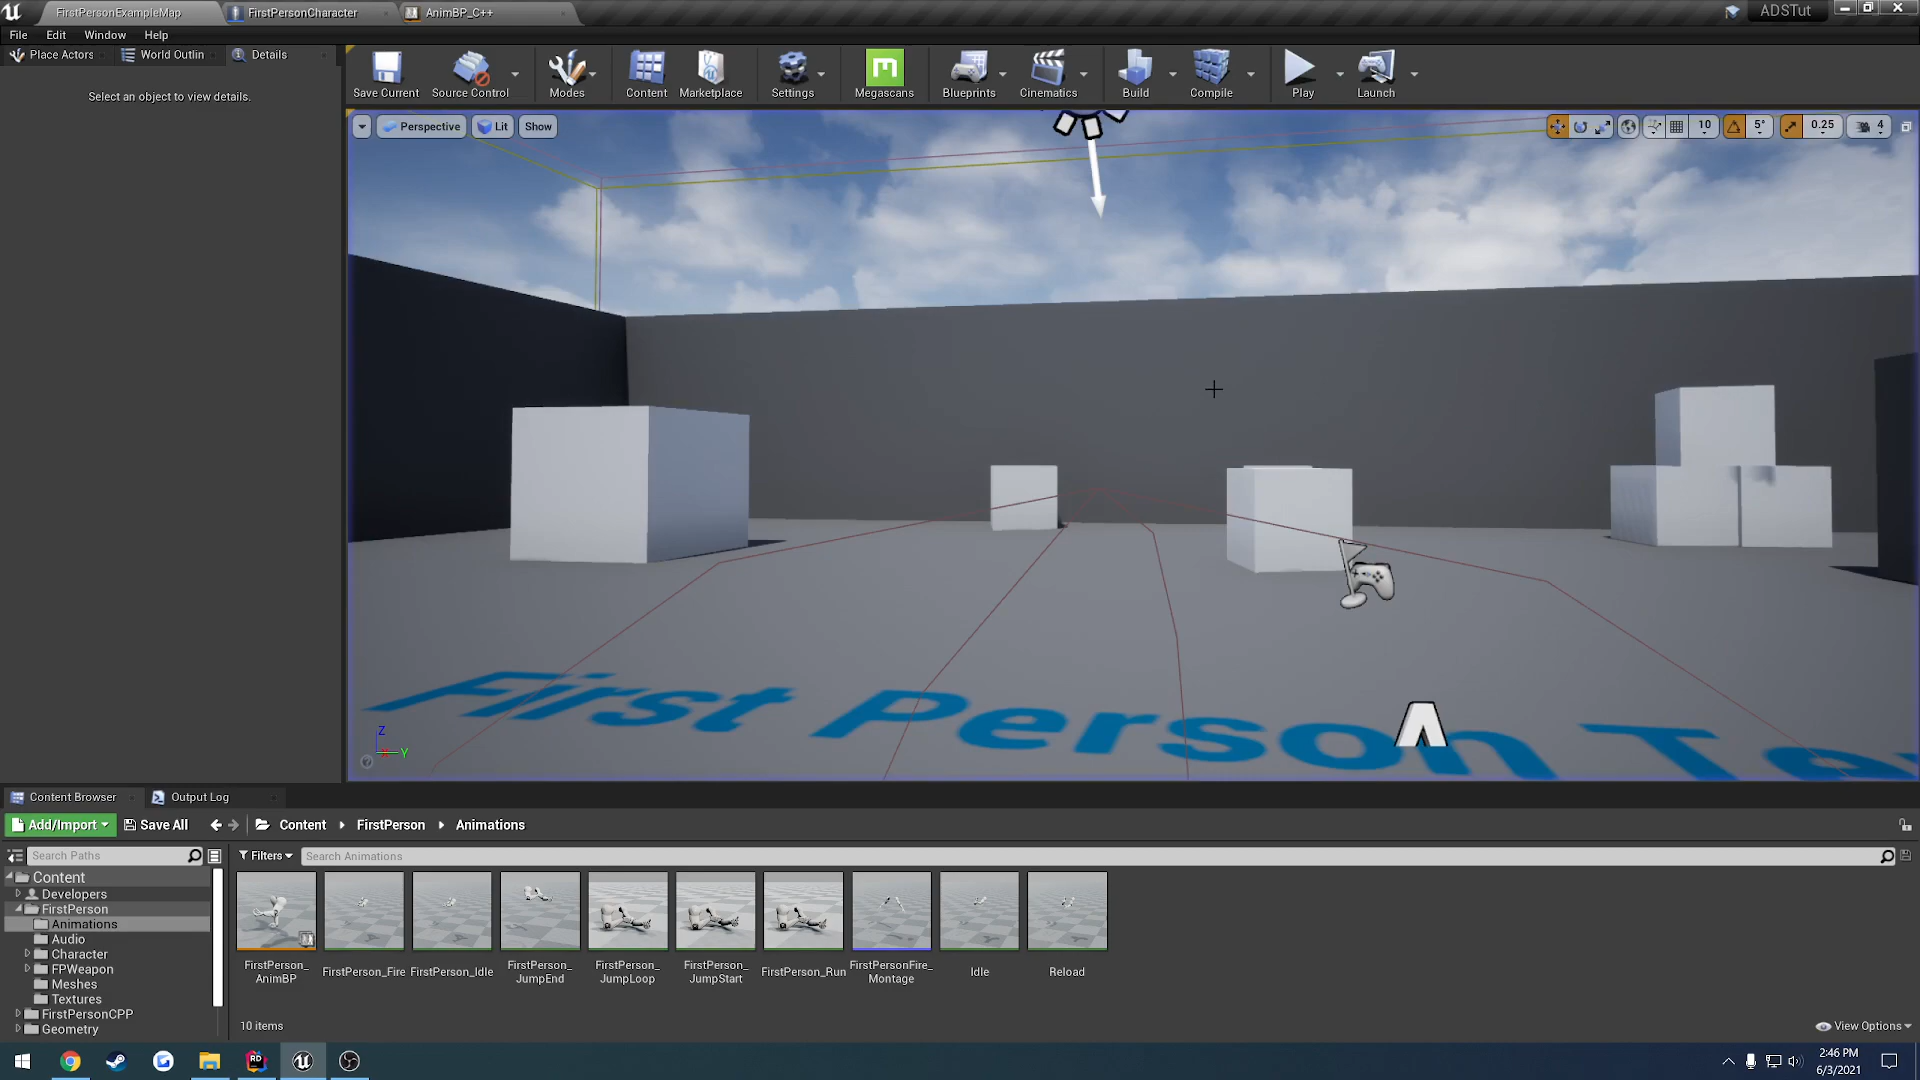 FirstPersonExampleMap
FirstPersonCharacter
AnimBP_C++
ADSTut
File Edit Window Help
Place Actors
World Outlin
Details
Select an object to view details.
Save Current
Source Control
Modes
Content
Marketplace
Settings
Megascans
Blueprints
Cinematics
Build
Compile
Play
Launch
Perspective
Lit
Show
10
5°
0.25
4
First Person Te
Z
X
Y
Content Browser
Output Log
Add/Import
Save All
Content
FirstPerson
Animations
Search Paths
Filters
Search Animations
Content
Developers
FirstPerson
Animations
Audio
Character
FPWeapon
Meshes
Textures
FirstPersonCPP
Geometry
FirstPerson_
AnimBP
FirstPerson_Fire
FirstPerson_Idle
FirstPerson_
JumpEnd
FirstPerson_
JumpLoop
FirstPerson_
JumpStart
FirstPerson_Run
FirstPersonFire_
Montage
Idle
Reload
10 items
View Options
RD
2:46 PM
6/3/2021